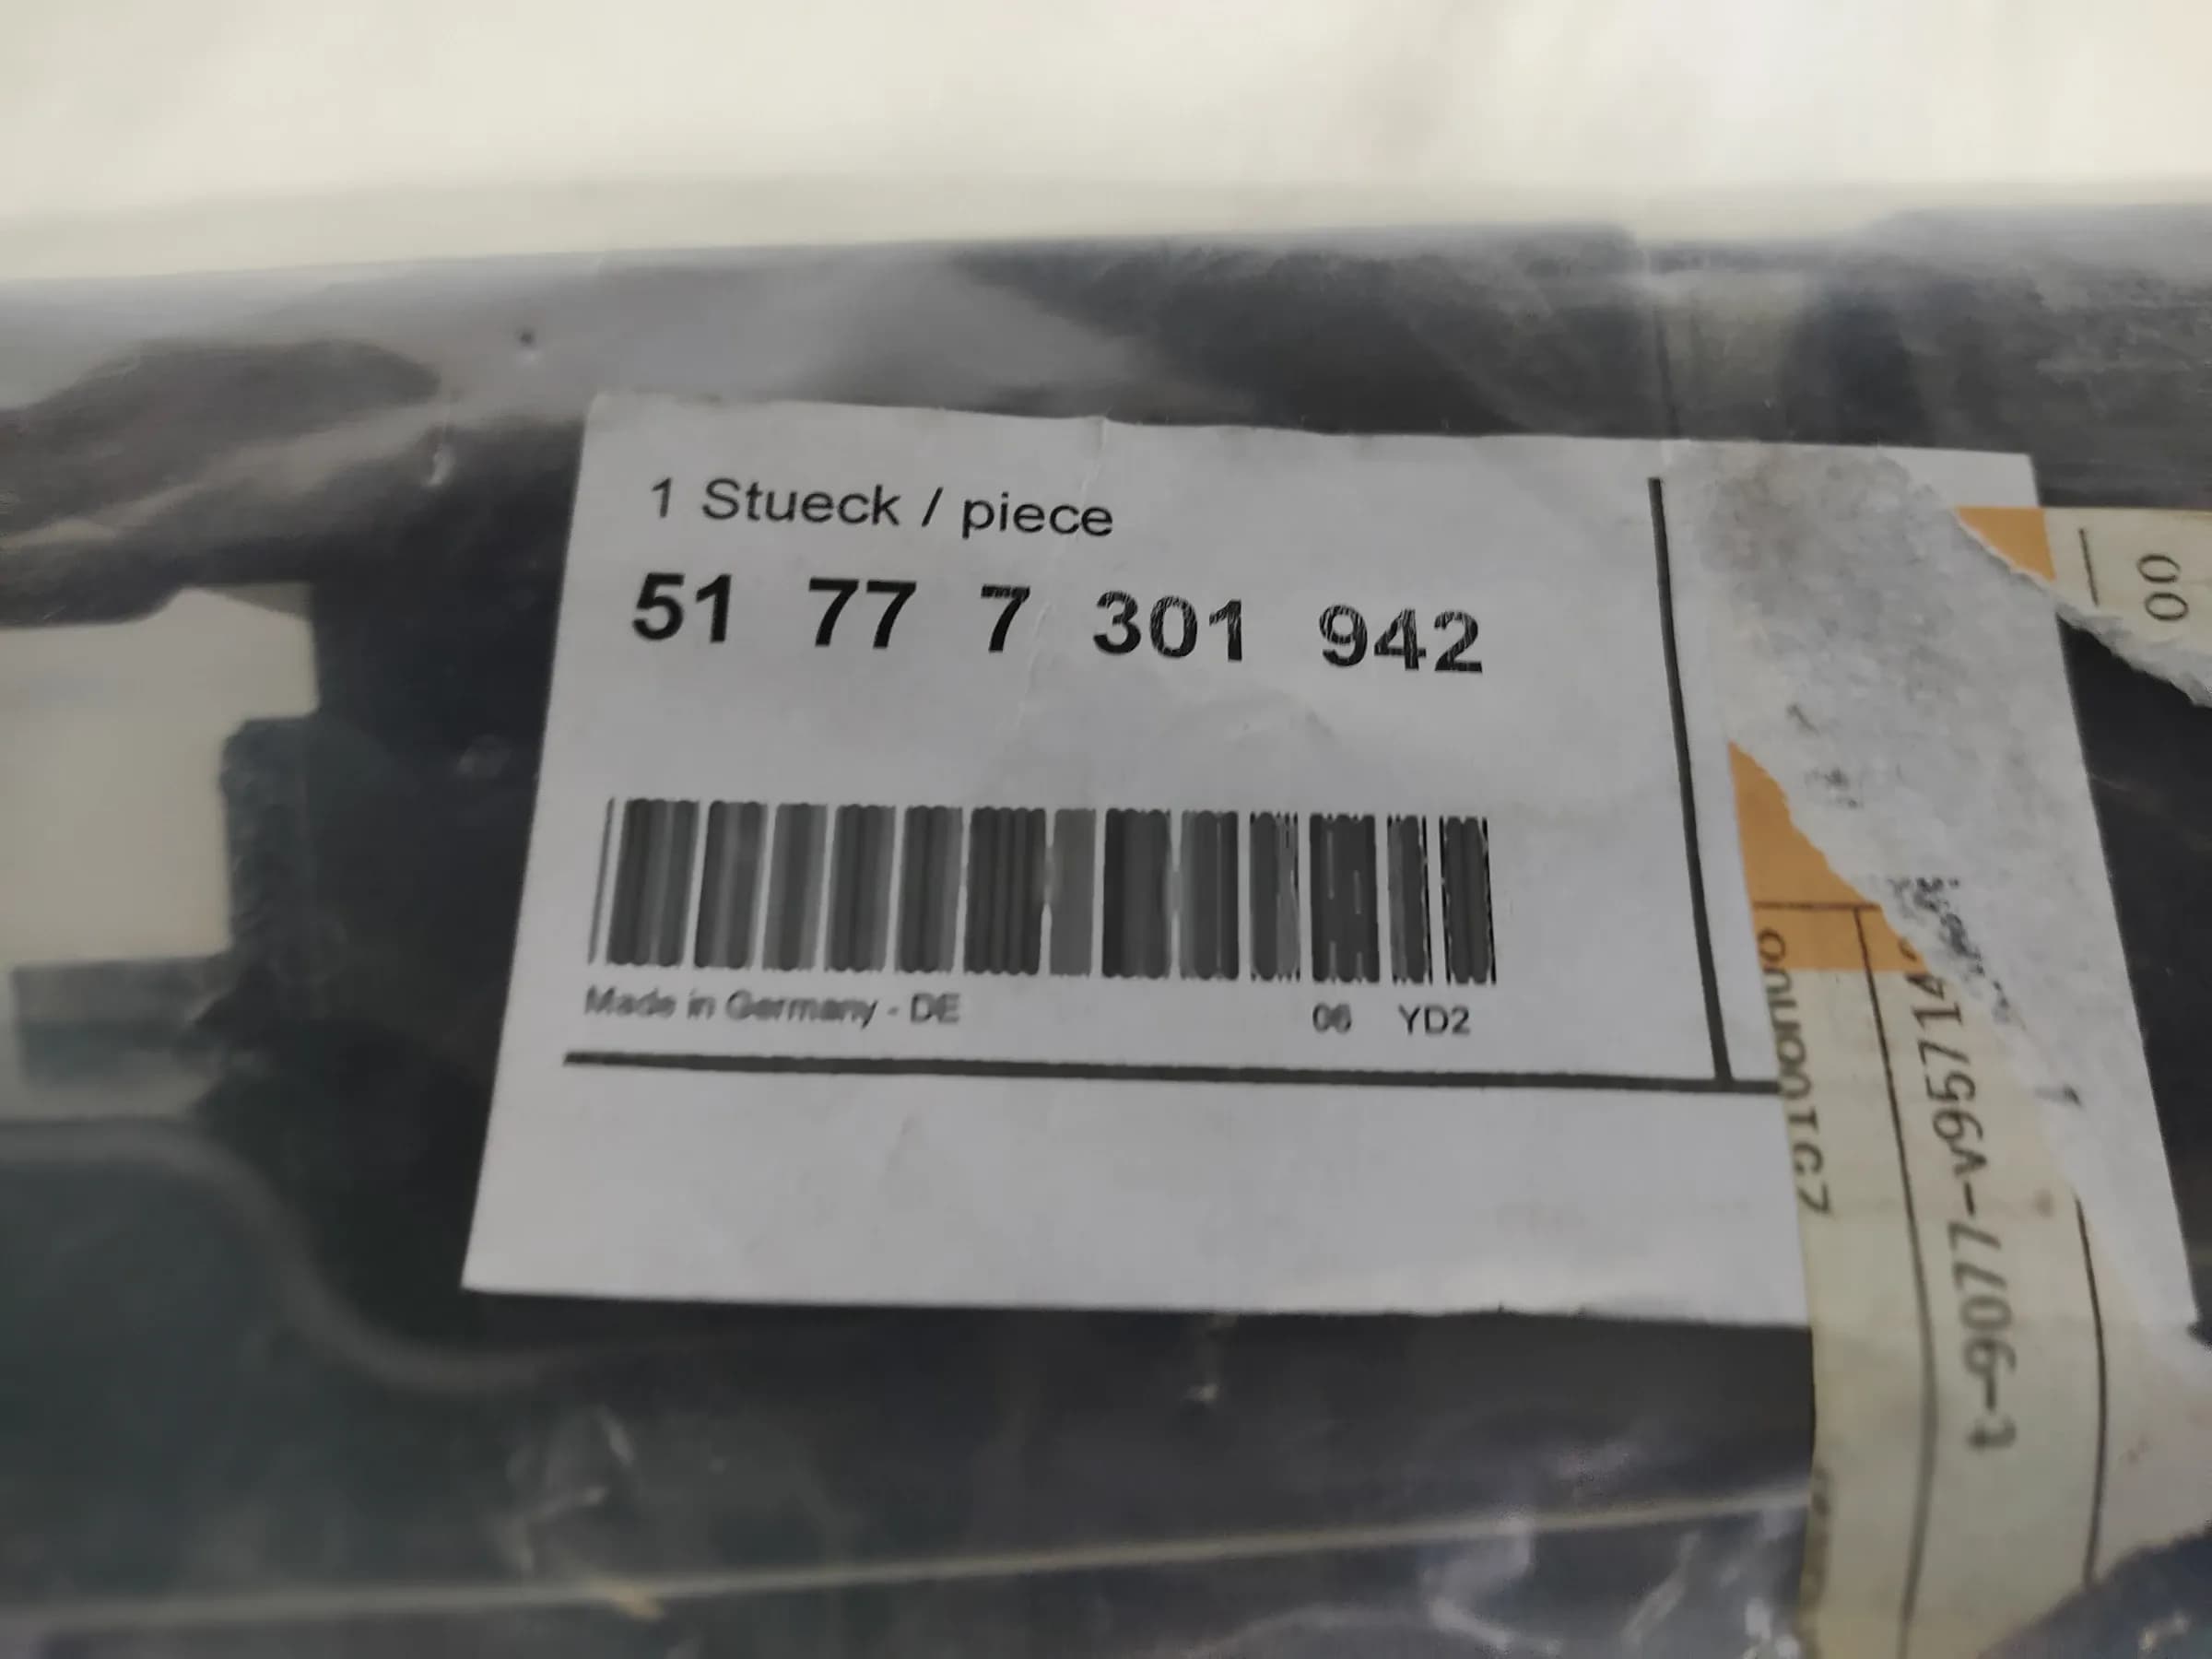 1 Stueck / piece
51 77 7 301 942
Made in Germany - DE
06 YD2
00